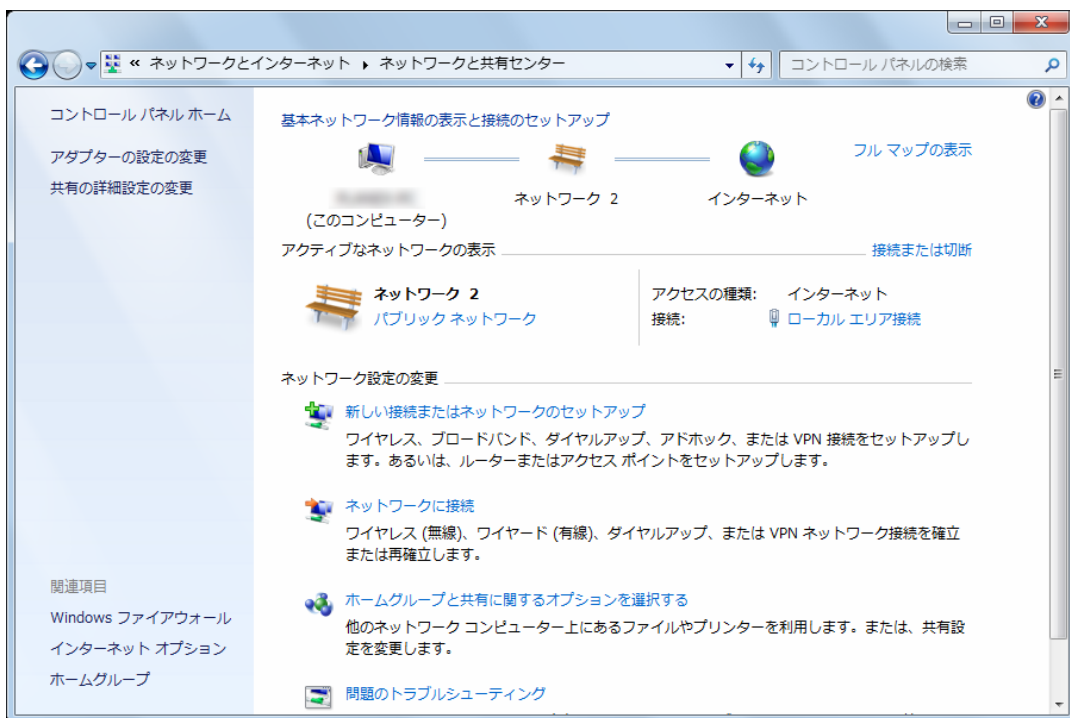 « ネットワークとインターネット ▸ ネットワークと共有センター
コントロール パネルの検索
コントロール パネル ホーム
アダプターの設定の変更
共有の詳細設定の変更
基本ネットワーク情報の表示と接続のセットアップ
フル マップの表示
ネットワーク 2
インターネット
(このコンピューター)
アクティブなネットワークの表示
接続または切断
ネットワーク 2
パブリック ネットワーク
アクセスの種類: インターネット
接続: ローカル エリア接続
ネットワーク設定の変更
新しい接続またはネットワークのセットアップ
ワイヤレス、ブロードバンド、ダイヤルアップ、アドホック、または VPN 接続をセットアップし
ます。あるいは、ルーターまたはアクセス ポイントをセットアップします。
ネットワークに接続
ワイヤレス (無線)、ワイヤード (有線)、ダイヤルアップ、または VPN ネットワーク接続を確立
または再確立します。
ホームグループと共有に関するオプションを選択する
他のネットワーク コンピューター上にあるファイルやプリンターを利用します。または、共有設
定を変更します。
問題のトラブルシューティング
関連項目
Windows ファイアウォール
インターネット オプション
ホームグループ